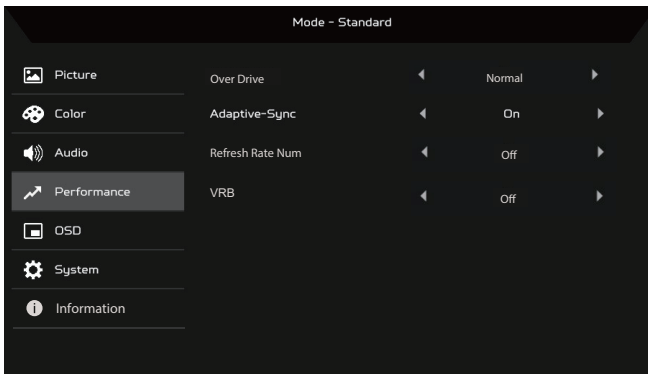 Mode - Standard
Picture
Over Drive Normal
Color
Adaptive-Sync On
Audio
Refresh Rate Num Off
Performance
VRB Off
OSD
System
Information